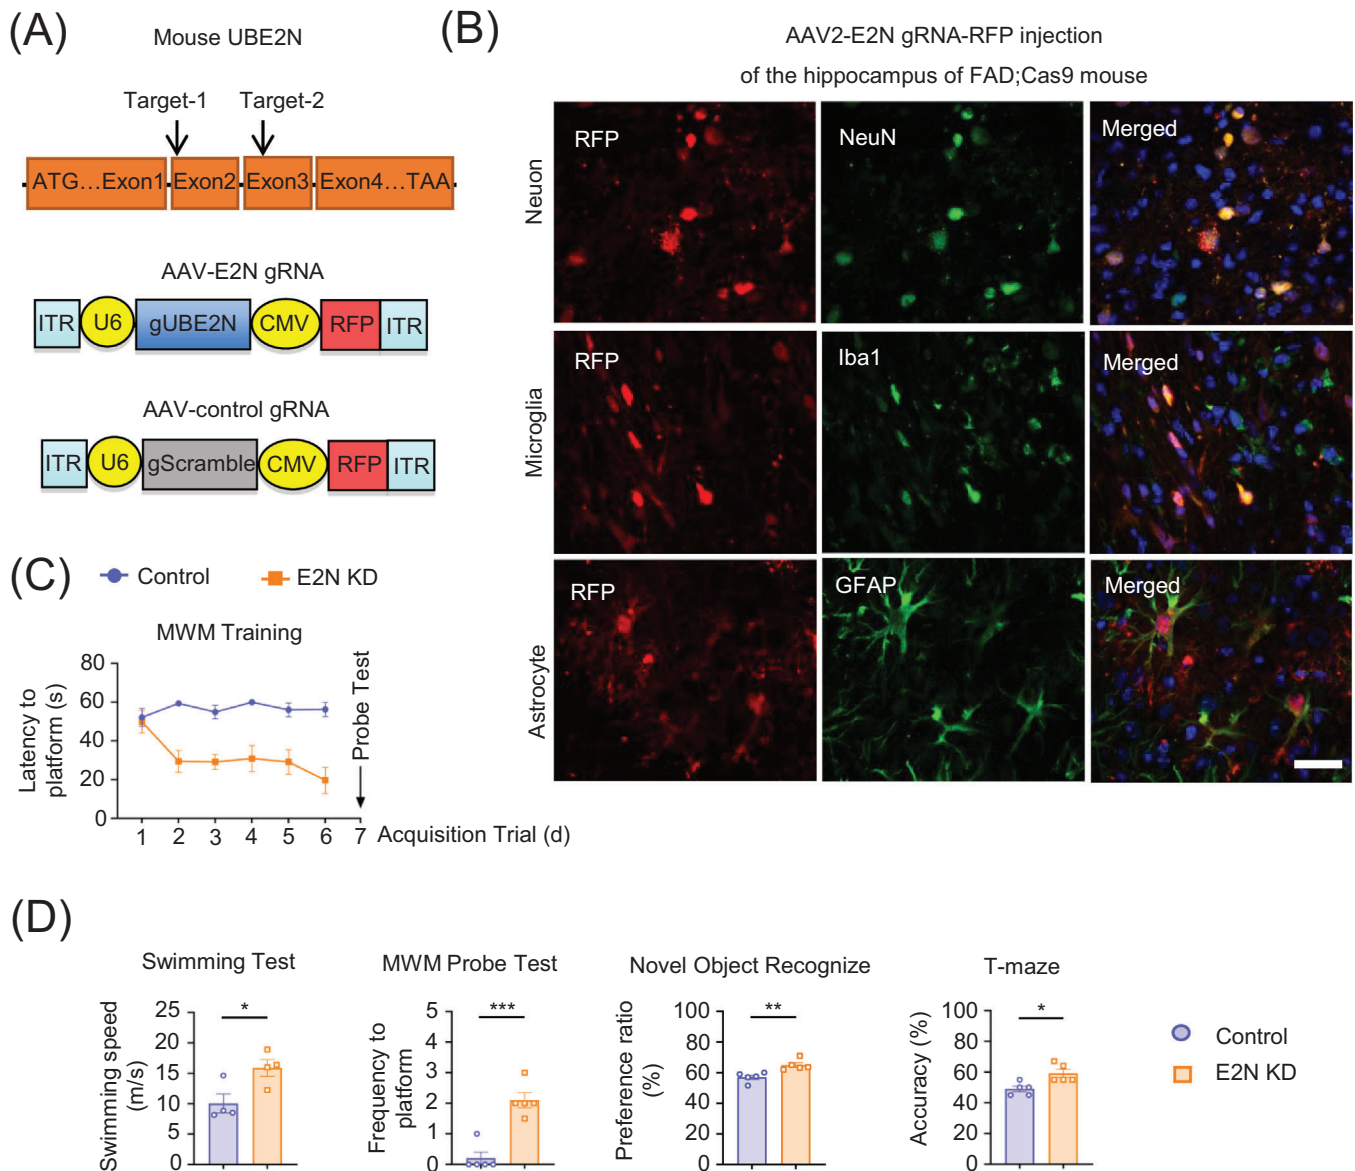 (A)
Mouse UBE2N
Target-1 Target-2
ATG...Exon1 Exon2 Exon3 Exon4...TAA
AAV-E2N gRNA
ITR U6 gUBE2N CMV RFP ITR
AAV-control gRNA
ITR U6 gScramble CMV RFP ITR
(B)
AAV2-E2N gRNA-RFP injection
of the hippocampus of FAD;Cas9 mouse
Neuon
RFP NeuN Merged
Microglia
RFP Iba1 Merged
Astrocyte
RFP GFAP Merged
(C)
Control E2N KD
MWM Training
Latency to
platform (s)
80
60
40
20
0
1 2 3 4 5 6 7 Acquisition Trial (d)
Probe Test
(D)
Swimming Test
Swimming speed
(m/s)
25
20
15
10
5
0
*
MWM Probe Test
Frequency to
platform
5
4
3
2
1
0
***
Novel Object Recognize
Preference ratio
(%)
100
80
60
40
20
0
**
T-maze
Accuracy (%)
100
80
60
40
20
0
*
Control
E2N KD